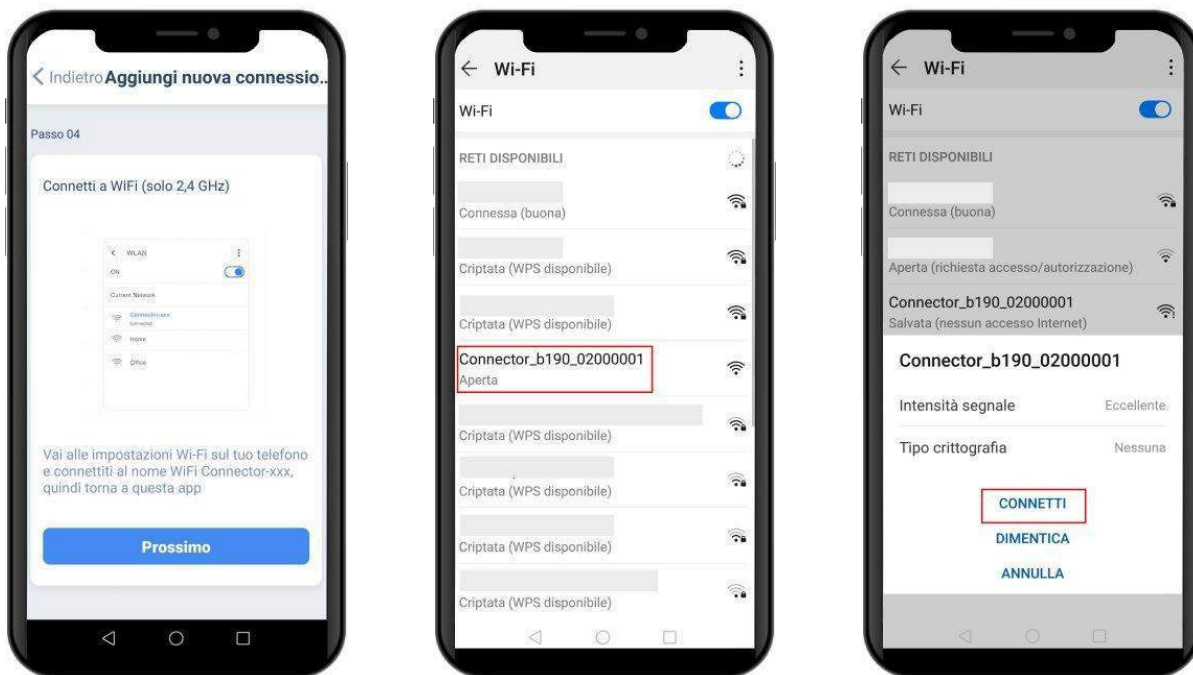 Indietro Aggiungi nuova connessio..
Passo 04
Connetti a WiFi (solo 2,4 GHz)
WLAN
ON
Current Network
Connector-xxx
Connected
Home
Office
Vai alle impostazioni Wi-Fi sul tuo telefono
e connettiti al nome WiFi Connector-xxx,
quindi torna a questa app
Prossimo
Wi-Fi
Wi-Fi
RETI DISPONIBILI
Connessa (buona)
Criptata (WPS disponibile)
Criptata (WPS disponibile)
Connector_b190_02000001
Aperta
Criptata (WPS disponibile)
Criptata (WPS disponibile)
Criptata (WPS disponibile)
Criptata (WPS disponibile)
Wi-Fi
Wi-Fi
RETI DISPONIBILI
Connessa (buona)
Aperta (richiesta accesso/autorizzazione)
Connector_b190_02000001
Salvata (nessun accesso Internet)
Connector_b190_02000001
Intensità segnale Eccellente
Tipo crittografia Nessuna
CONNETTI
DIMENTICA
ANNULLA